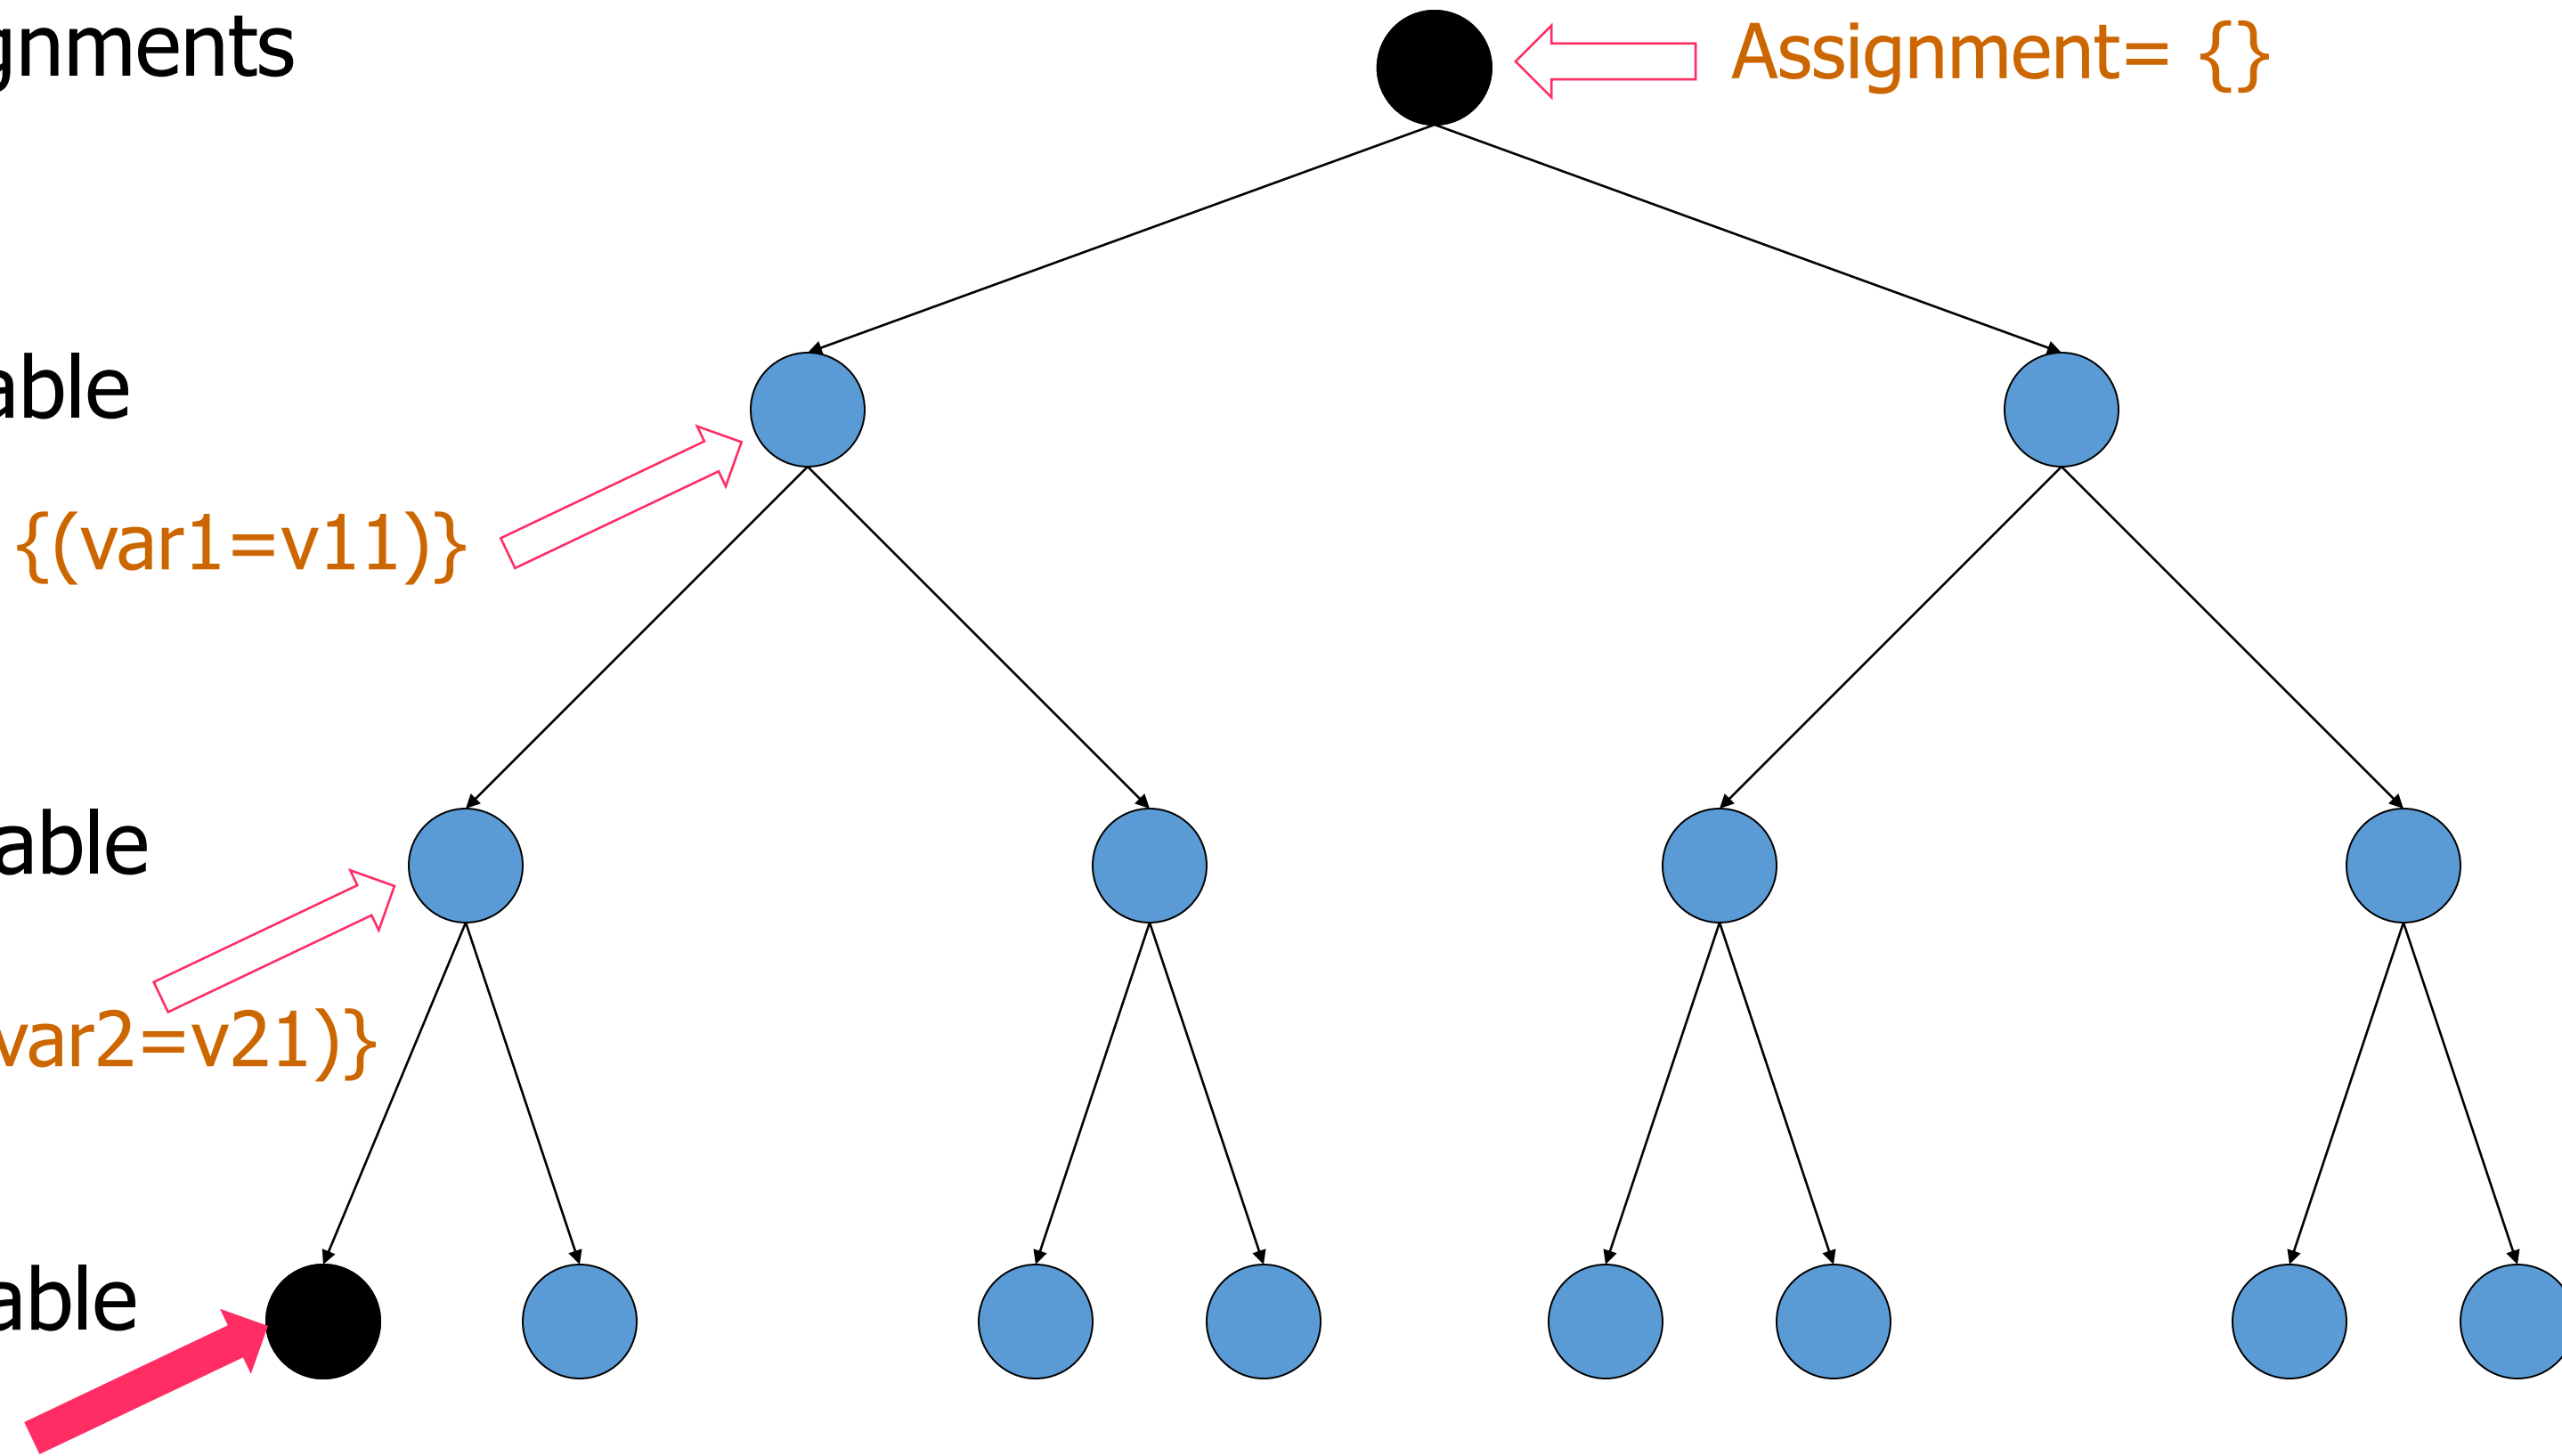 gnments
Assignment= {}
able
{(var1=v11)}
able
var2=v21)}
able